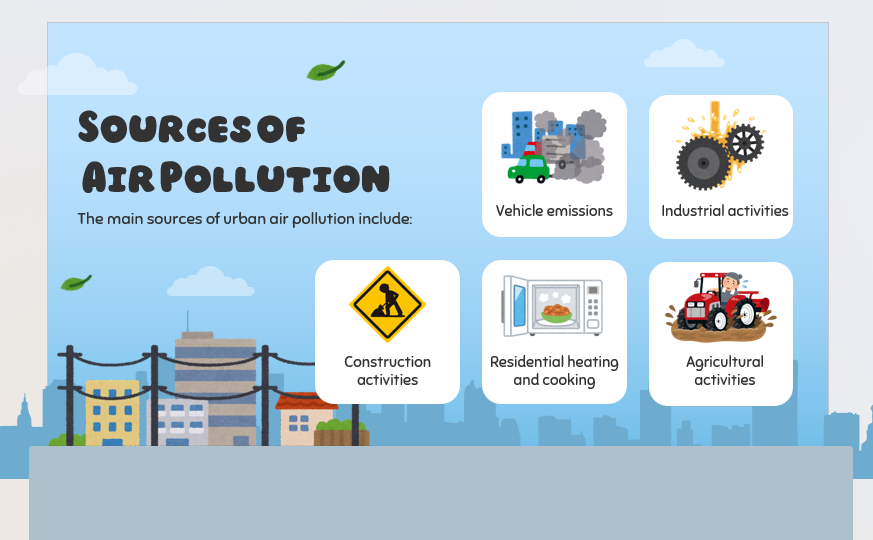 Sources of
Air Pollution
The main sources of urban air pollution include:
Vehicle emissions
Industrial activities
Construction
activities
Residential heating
and cooking
Agricultural
activities